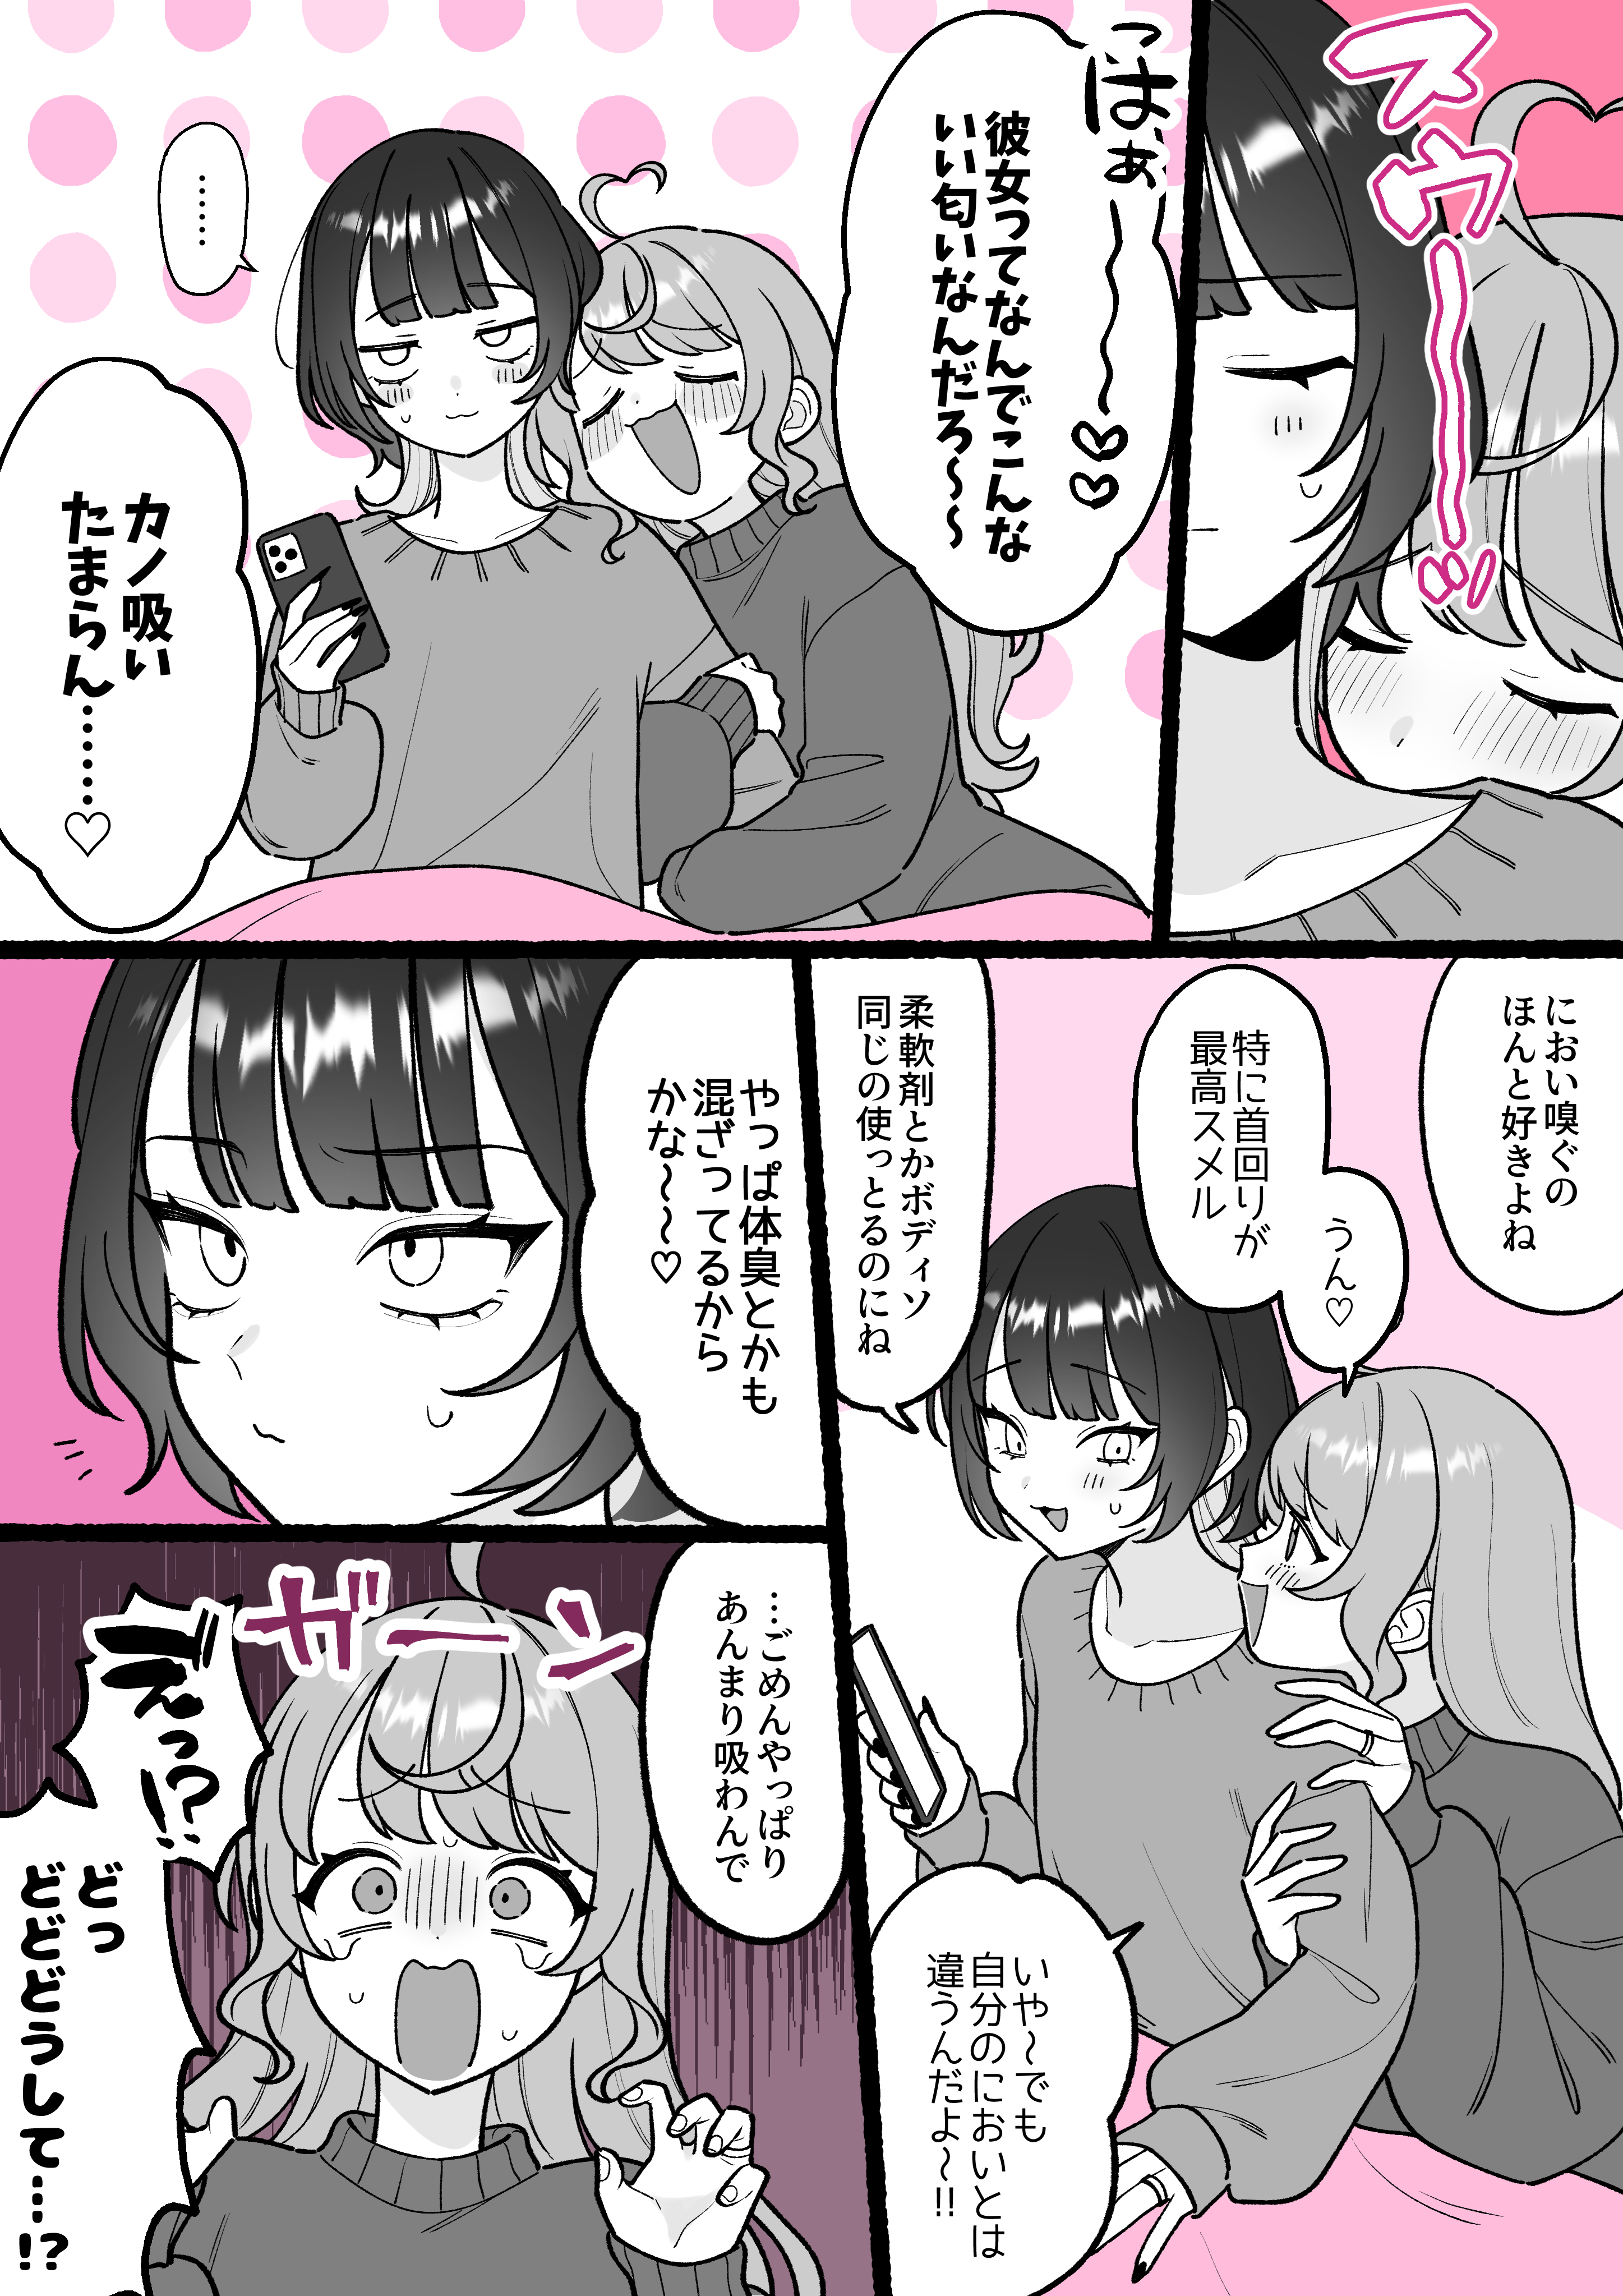 スゥーーーッ
こはぁ〜〜〜♡♡
彼女ってなんでこんな
いい匂いなんだろ〜〜
……
カノ吸い
たまらん………♡
におい嗅ぐの
ほんと好きよね
うん♡
特に首回りが
最高スメル
柔軟剤とかボディソ
同じの使っとるのにね
いや〜でも
自分のにおいとは
違うんだよ〜!!
やっぱ体臭とかも
混ざってるから
かな〜〜♡
…ごめんやっぱり
あんまり吸わんで
ガーン
えっ!?
どっ
どどどうして…!?